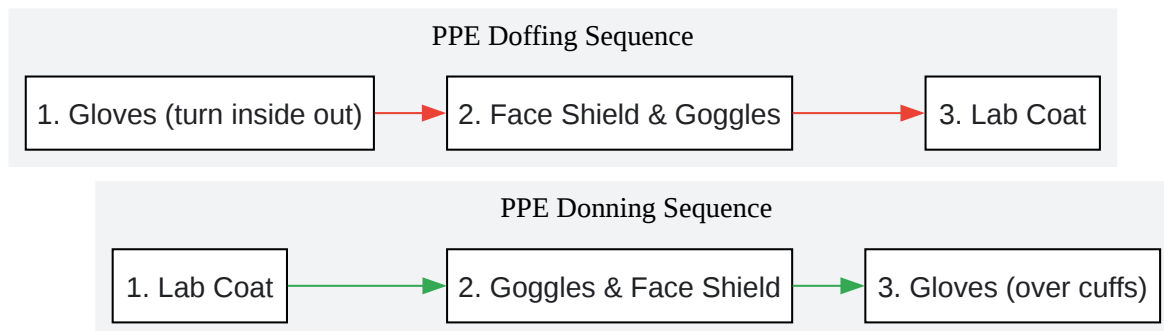 PPE Doffing Sequence
1. Gloves (turn inside out)
2. Face Shield & Goggles
3. Lab Coat
PPE Donning Sequence
1. Lab Coat
2. Goggles & Face Shield
3. Gloves (over cuffs)